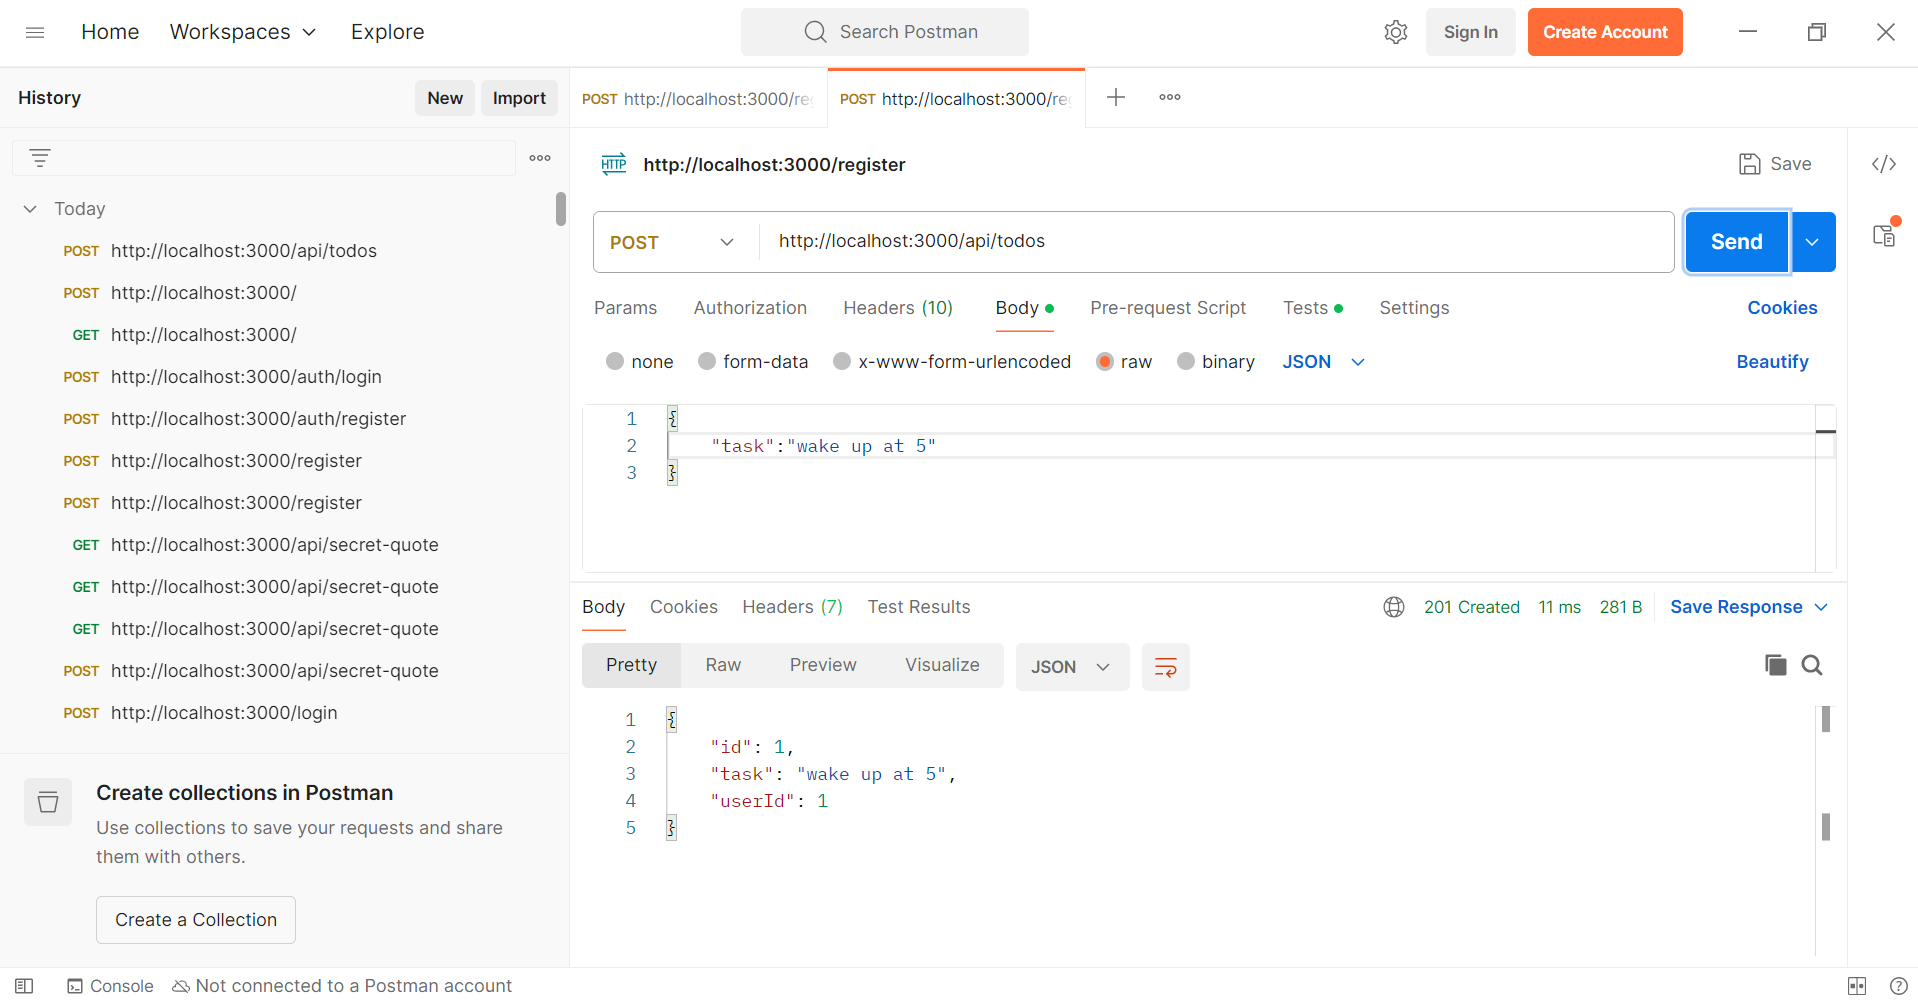 Home Workspaces Explore Search Postman Sign In Create Account
History New Import
POST http://localhost:3000/re POST http://localhost:3000/re
http://localhost:3000/register Save
Today
POST http://localhost:3000/api/todos
POST http://localhost:3000/
GET http://localhost:3000/
POST http://localhost:3000/auth/login
POST http://localhost:3000/auth/register
POST http://localhost:3000/register
POST http://localhost:3000/register
GET http://localhost:3000/api/secret-quote
GET http://localhost:3000/api/secret-quote
GET http://localhost:3000/api/secret-quote
POST http://localhost:3000/api/secret-quote
POST http://localhost:3000/login
Create collections in Postman
Use collections to save your requests and share
them with others.
Create a Collection
POST http://localhost:3000/api/todos Send
Params Authorization Headers (10) Body Pre-request Script Tests Settings Cookies
none form-data x-www-form-urlencoded raw binary JSON Beautify
1 {
2 "task":"wake up at 5"
3 }
Body Cookies Headers (7) Test Results 201 Created 11 ms 281 B Save Response
Pretty Raw Preview Visualize JSON
1 {
2 "id": 1,
3 "task": "wake up at 5",
4 "userId": 1
5 }
Console Not connected to a Postman account